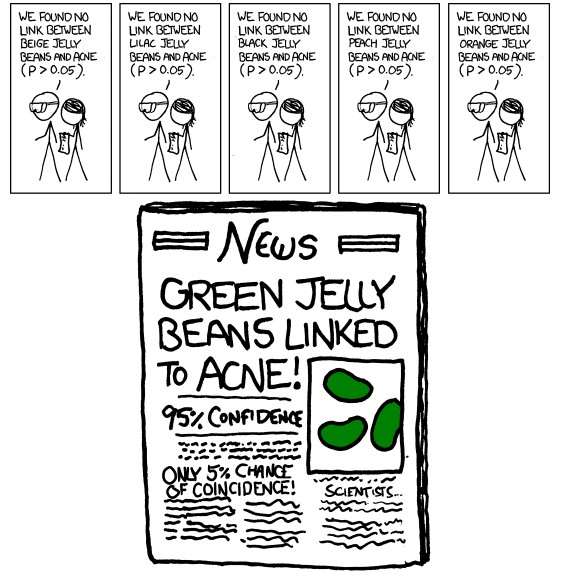 WE FOUND NO
LINK BETWEEN
BEIGE JELLY
BEANS AND ACNE
(P > 0.05).
WE FOUND NO
LINK BETWEEN
LILAC JELLY
BEANS AND ACNE
(P > 0.05).
WE FOUND NO
LINK BETWEEN
BLACK JELLY
BEANS AND ACNE
(P > 0.05).
WE FOUND NO
LINK BETWEEN
PEACH JELLY
BEANS AND ACNE
(P > 0.05).
WE FOUND NO
LINK BETWEEN
ORANGE JELLY
BEANS AND ACNE
(P > 0.05).
NEWS
GREEN JELLY
BEANS LINKED
TO ACNE!
95% CONFIDENCE
ONLY 5% CHANCE
OF COINCIDENCE!
SCIENTISTS...